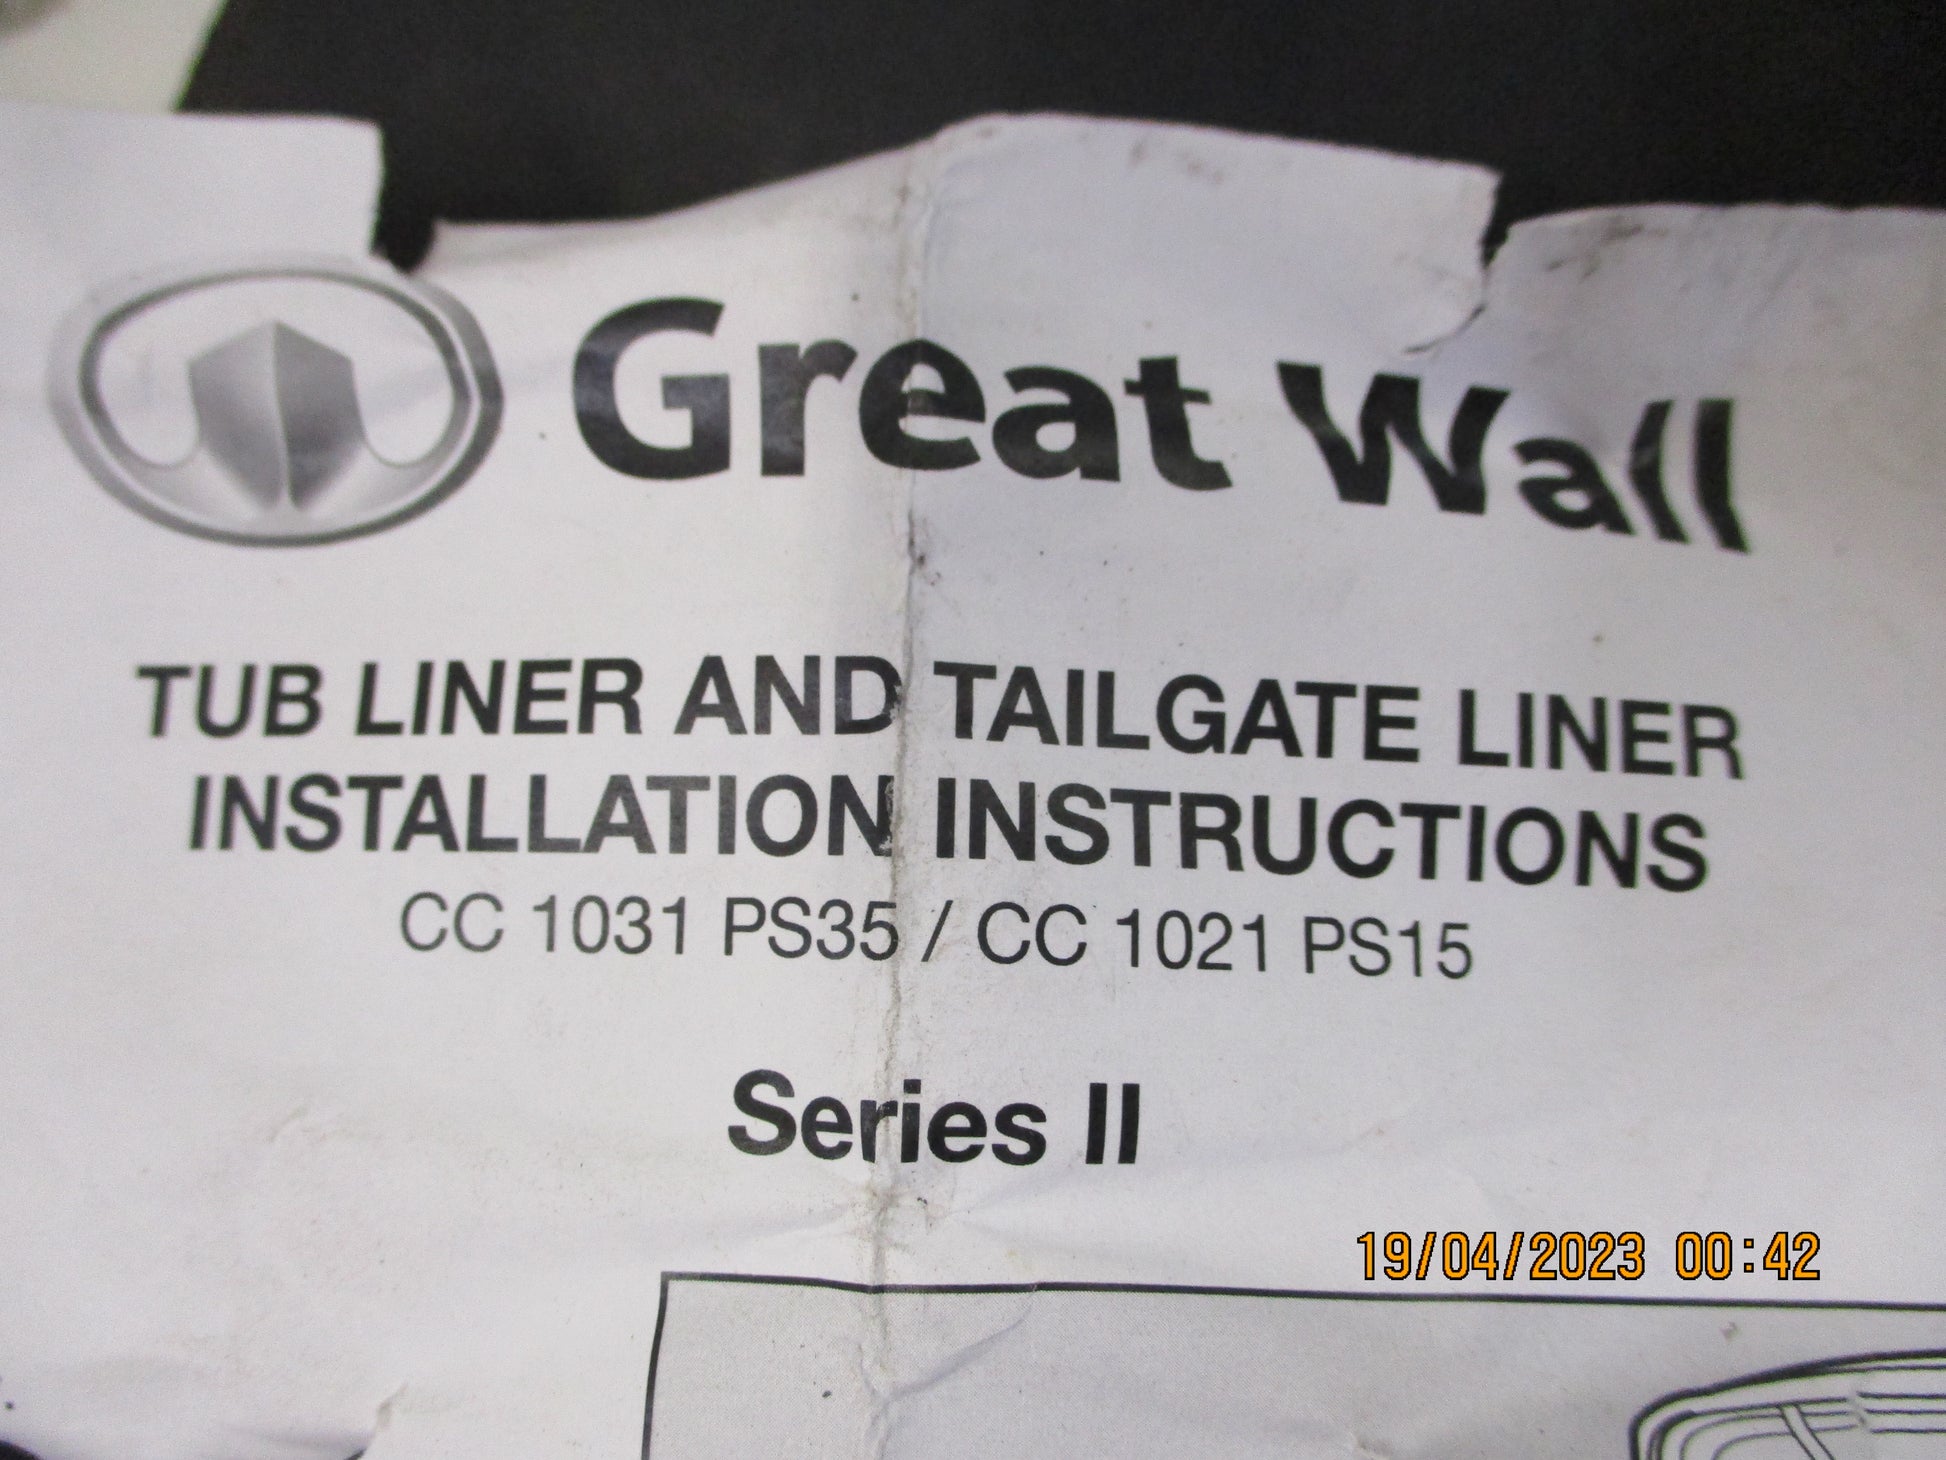 Great Wall
TUB LINER AND TAILGATE LINER
INSTALLATION INSTRUCTIONS
CC 1031 PS35 / CC 1021 PS15
Series II
19/04/2023 00:42